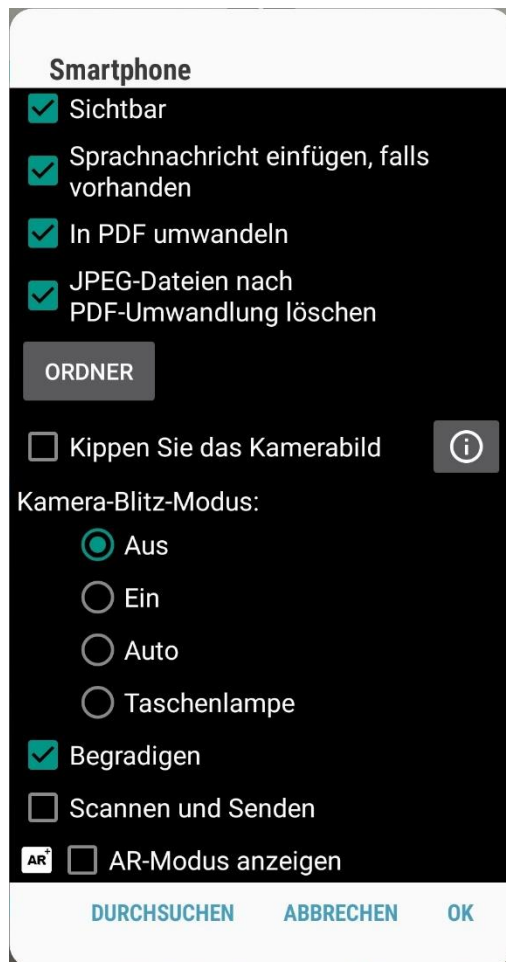 Smartphone
Sichtbar
Sprachnachricht einfügen, falls
vorhanden
In PDF umwandeln
JPEG-Dateien nach
PDF-Umwandlung löschen
ORDNER
Kippen Sie das Kamerabild
Kamera-Blitz-Modus:
Aus
Ein
Auto
Taschenlampe
Begradigen
Scannen und Senden
AR+ AR-Modus anzeigen
DURCHSUCHEN ABBRECHEN OK